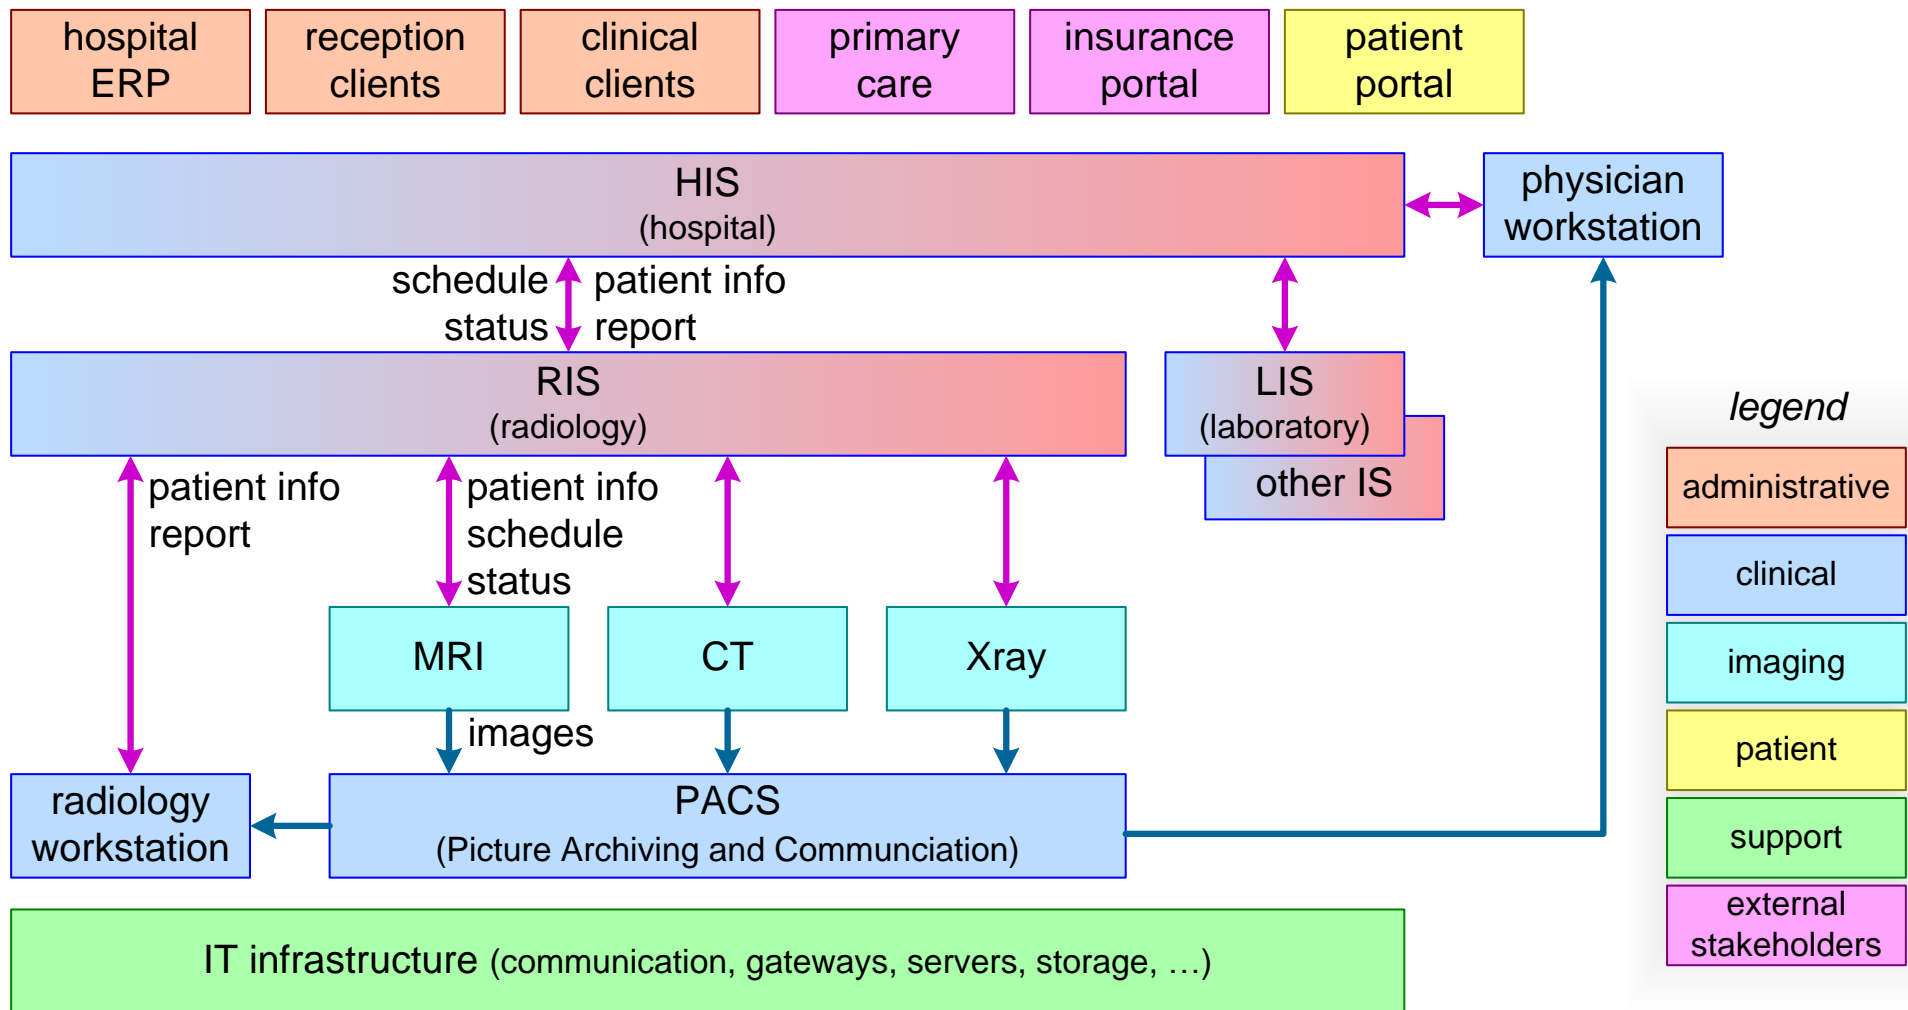 hospital
ERP
reception
clients
clinical
clients
primary
care
insurance
portal
patient
portal
HIS
(hospital)
physician
workstation
schedule
status
patient info
report
RIS
(radiology)
LIS
(laboratory)
other IS
patient info
report
patient info
schedule
status
MRI
CT
Xray
images
radiology
workstation
PACS
(Picture Archiving and Communciation)
IT infrastructure (communication, gateways, servers, storage, …)
legend
administrative
clinical
imaging
patient
support
external
stakeholders